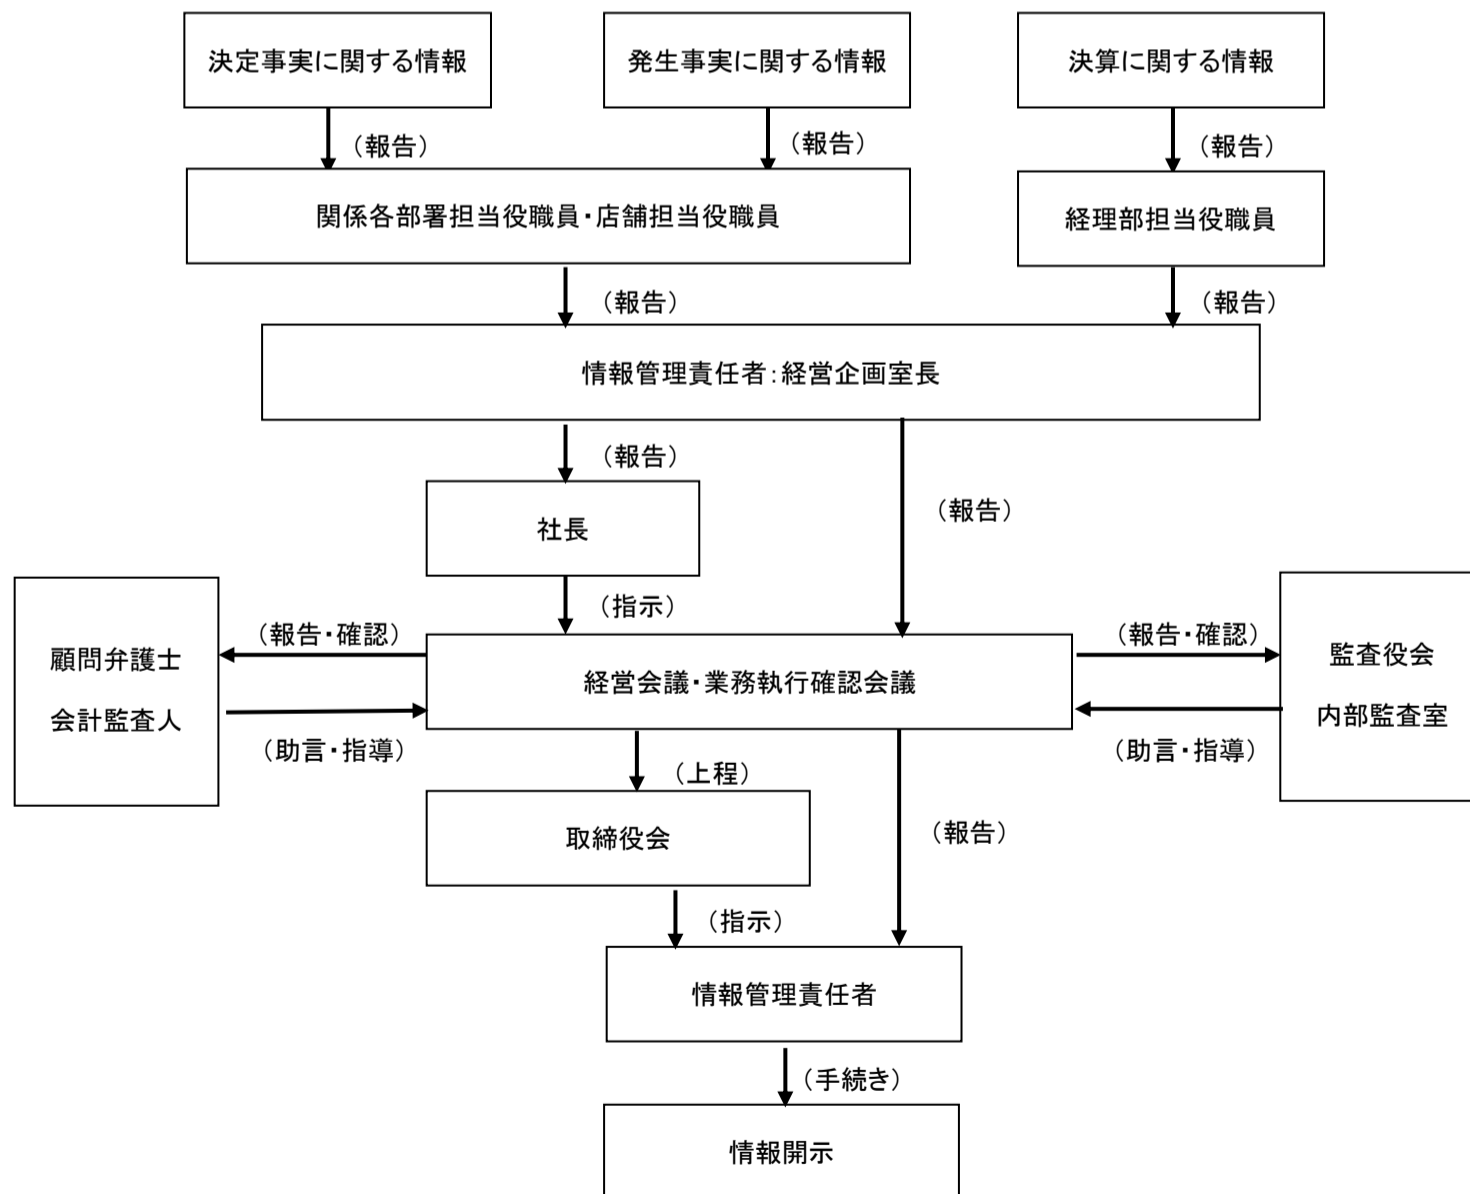 決定事実に関する情報
発生事実に関する情報
決算に関する情報
（報告）
（報告）
（報告）
関係各部署担当役職員・店舗担当役職員
経理部担当役職員
（報告）
（報告）
情報管理責任者：経営企画室長
（報告）
（報告）
社長
（指示）
（報告・確認）
（報告・確認）
顧問弁護士
会計監査人
経営会議・業務執行確認会議
監査役会
内部監査室
（助言・指導）
（助言・指導）
（上程）
（報告）
取締役会
（指示）
情報管理責任者
（手続き）
情報開示